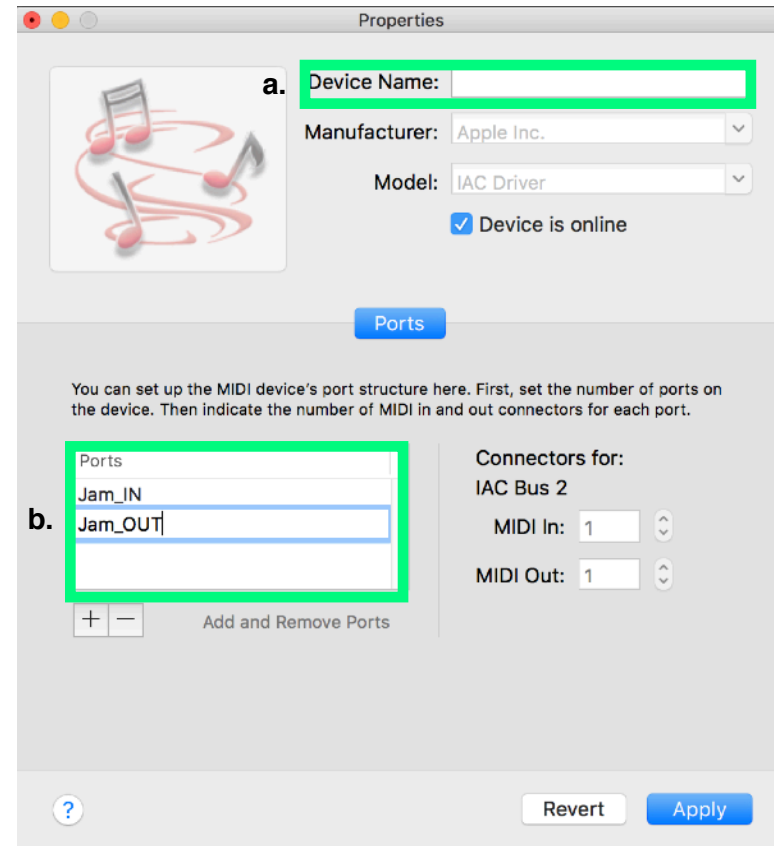 Properties
a.
Device Name:
Manufacturer: Apple Inc.
Model: IAC Driver
Device is online
Ports
You can set up the MIDI device's port structure here. First, set the number of ports on
the device. Then indicate the number of MIDI in and out connectors for each port.
Ports
Jam_IN
b.
Jam_OUT
Connectors for:
IAC Bus 2
MIDI In: 1
MIDI Out: 1
+ −
Add and Remove Ports
?
Revert
Apply